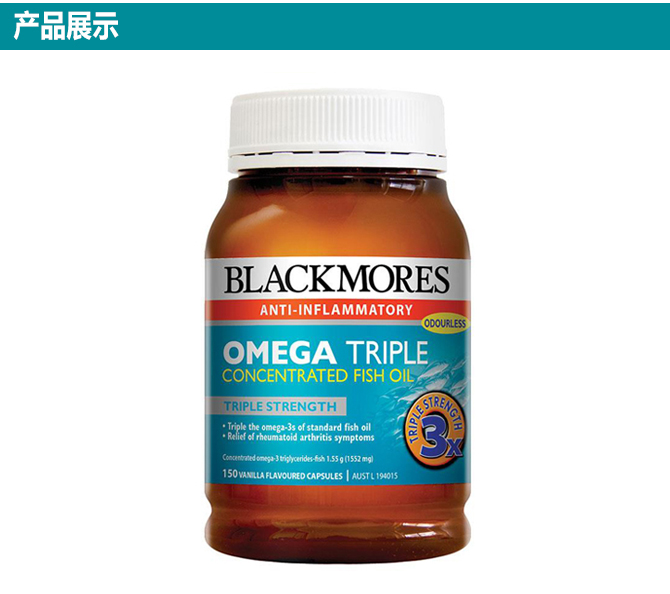 产品展示
BLACKMORES
ANTI-INFLAMMATORY
ODOURLESS
OMEGA TRIPLE
CONCENTRATED FISH OIL
TRIPLE STRENGTH
• Triple the omega-3s of standard fish oil
• Relief of rheumatoid arthritis symptoms
TRIPLE STRENGTH
3x
Concentrated omega-3 triglycerides-fish 1.55 g (1552 mg)
150 VANILLA FLAVOURED CAPSULES | AUST L 194015